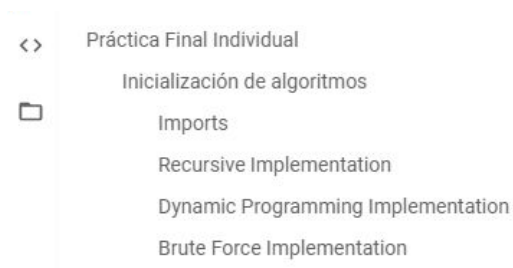 Práctica Final Individual
Inicialización de algoritmos
Imports
Recursive Implementation
Dynamic Programming Implementation
Brute Force Implementation